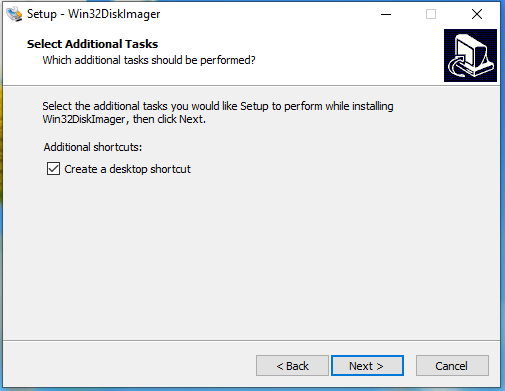 Setup - Win32DiskImager
Select Additional Tasks
Which additional tasks should be performed?
Select the additional tasks you would like Setup to perform while installing
Win32DiskImager, then click Next.
Additional shortcuts:
Create a desktop shortcut
< Back
Next >
Cancel